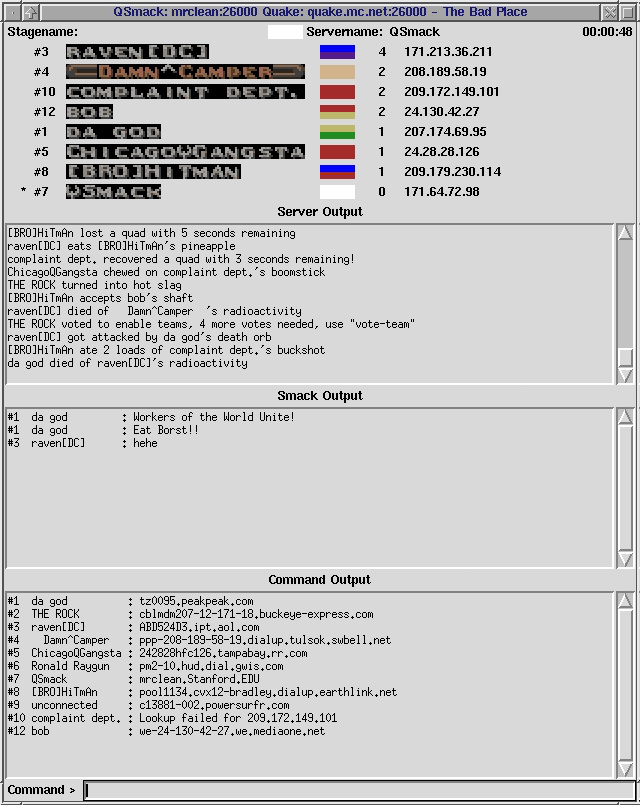 QSmack: mrclean:26000 Quake: quake.mc.net:26000 - The Bad Place
Stagename: Servername: QSmack 00:00:48
#3 RAVEN[DC] 4 171.213.36.211
#4 DAMN^CAMPER 2 208.189.58.19
#10 COMPLAINT DEPT. 2 209.172.149.101
#12 BOB 2 24.130.42.27
#1 DA GOD 1 207.174.69.95
#5 CHICAGOQGANGSTA 1 24.28.28.126
#8 [BRO]HITMAN 1 209.179.230.114
* #7 QSMACK 0 171.64.72.98
Server Output
[BRO]HiTmAn lost a quad with 5 seconds remaining
raven[DC] eats [BRO]HiTmAn's pineapple
complaint dept. recovered a quad with 3 seconds remaining!
ChicagoQGangsta chewed on complaint dept.'s boomstick
THE ROCK turned into hot slag
[BRO]HiTmAn accepts bob's shaft
raven[DC] died of Damn^Camper 's radioactivity
THE ROCK voted to enable teams, 4 more votes needed, use "vote-team"
raven[DC] got attacked by da god's death orb
[BRO]HiTmAn ate 2 loads of complaint dept.'s buckshot
da god died of raven[DC]'s radioactivity
Smack Output
#1 da god : Workers of the World Unite!
#1 da god : Eat Borst!!
#3 raven[DC] : hehe
Command Output
#1 da god : tz0095.peakpeak.com
#2 THE ROCK : cblmdm207-12-171-18.buckeye-express.com
#3 raven[DC] : ABD524D3.ipt.aol.com
#4 Damn^Camper : ppp-208-189-58-19.dialup.tulsok.swbell.net
#5 ChicagoQGangsta : 242828hfc126.tampabay.rr.com
#6 Ronald Raygun : pm2-10.hud.dial.gwis.com
#7 QSmack : mrclean.Stanford.EDU
#8 [BRO]HiTmAn : pool1134.cvx12-bradley.dialup.earthlink.net
#9 unconnected : c13881-002.powersurfr.com
#10 complaint dept. : Lookup failed for 209.172.149.101
#12 bob : we-24-130-42-27.we.mediaone.net
Command >